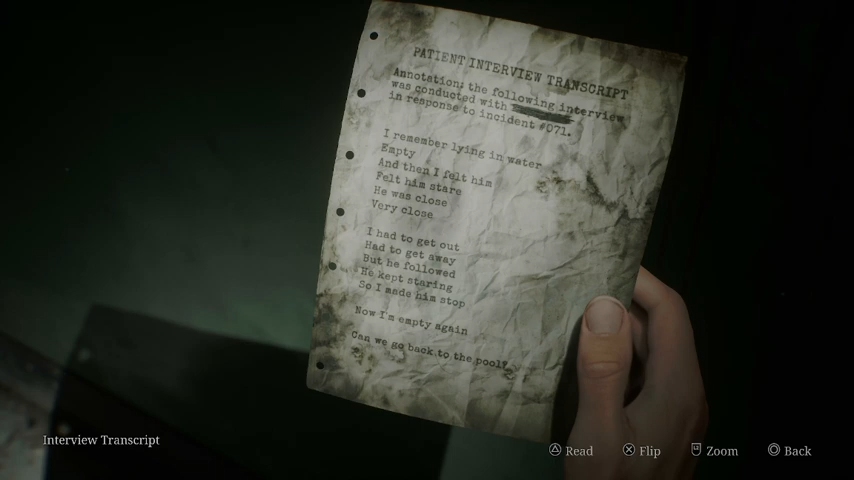 PATIENT INTERVIEW TRANSCRIPT
Annotation: the following interview
was conducted with
in response to incident #071.
I remember lying in water
Empty
And then I felt him
Felt him stare
He was close
Very close
I had to get out
Had to get away
But he followed
He kept staring
So I made him stop
Now I'm empty again
Can we go back to the pool?
Interview Transcript
Read
Flip
Zoom
Back